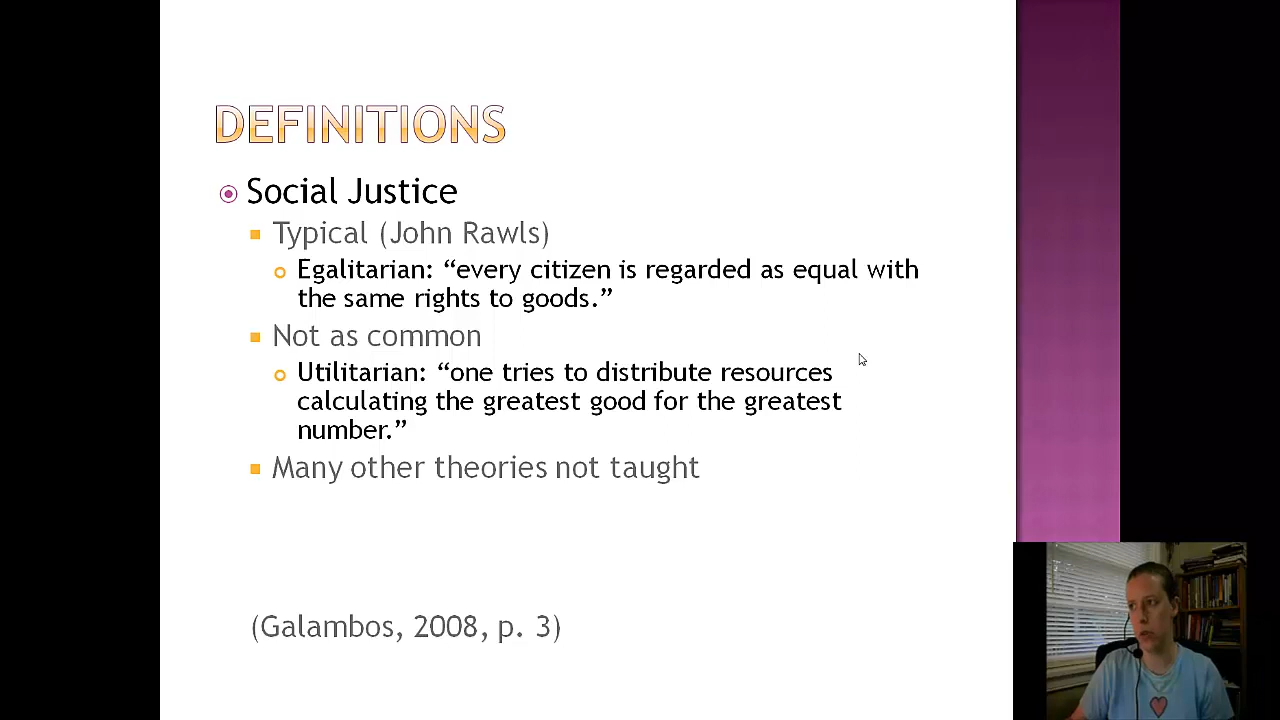 DEFINITIONS
Social Justice
Typical (John Rawls)
Egalitarian: “every citizen is regarded as equal with
the same rights to goods.”
Not as common
Utilitarian: “one tries to distribute resources
calculating the greatest good for the greatest
number.”
Many other theories not taught
(Galambos, 2008, p. 3)